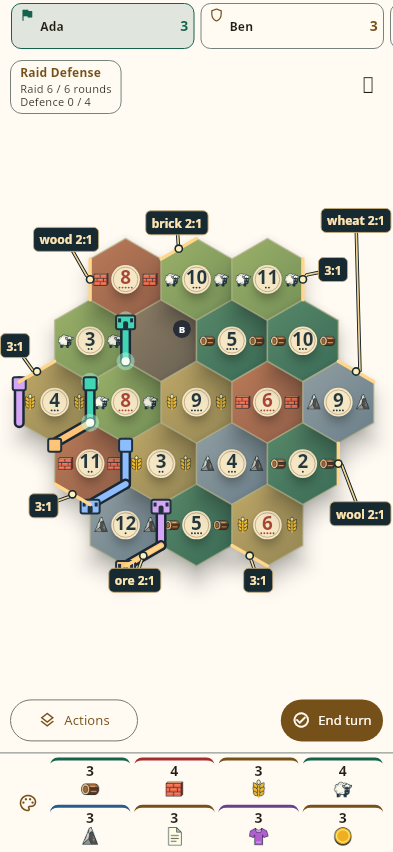 Ada 3
Ben 3
Raid Defense
Raid 6 / 6 rounds
Defence 0 / 4
wheat 2:1
brick 2:1
wood 2:1
8
10
11
3:1
3:1
3
B
5
10
4
8
9
6
9
11
3
4
2
3:1
wool 2:1
12
5
6
ore 2:1
3:1
Actions
End turn
3
4
3
4
3
3
3
3